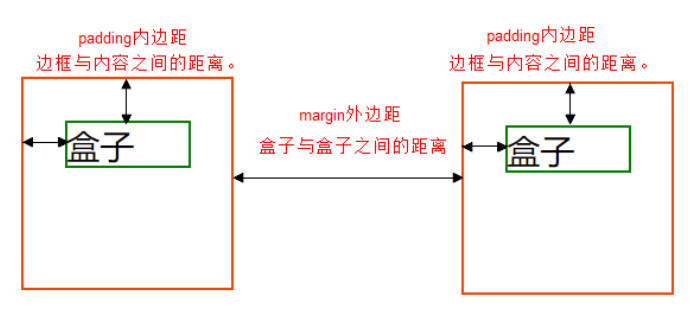 padding内边距
边框与内容之间的距离。
盒子
margin外边距
盒子与盒子之间的距离
padding内边距
边框与内容之间的距离。
盒子